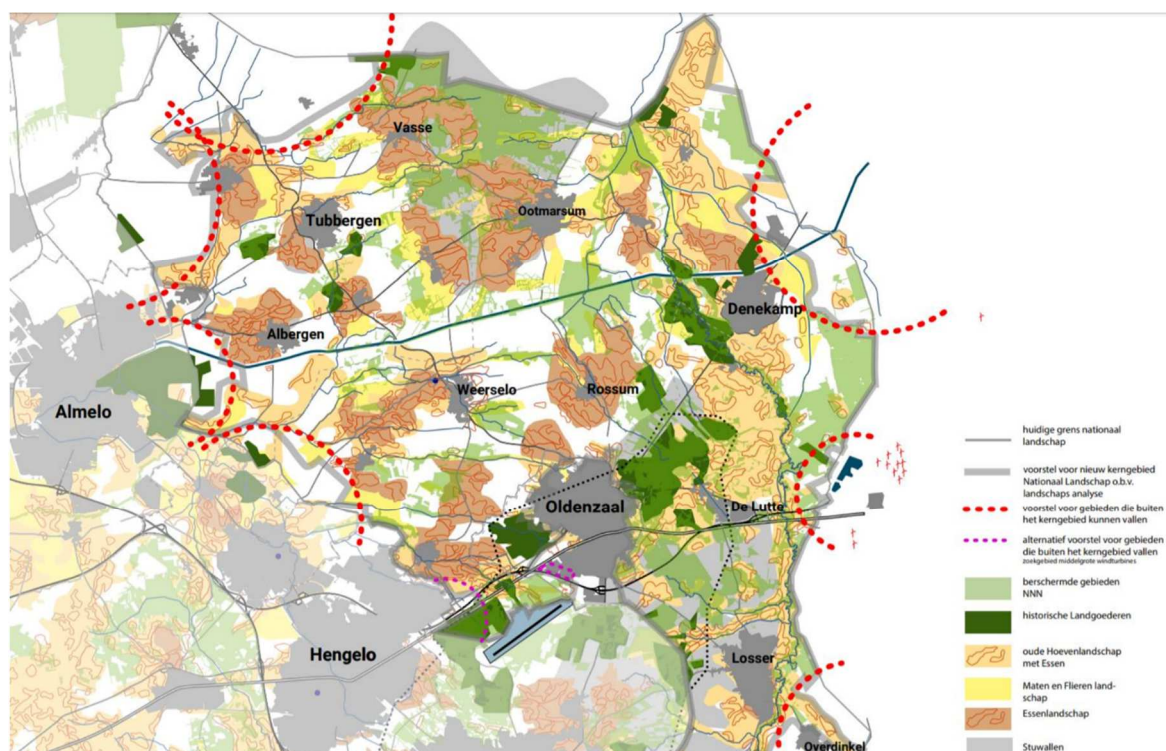 Vasse
Tubbergen
Ootmarsum
Denekamp
Albergen
Weerselo
Rossum
Almelo
Oldenzaal
De Lutte
Hengelo
Losser
Overdinkel
huidige grens nationaal
landschap
voorstel voor nieuw kerngebied
Nationaal Landschap o.b.v.
landschaps analyse
voorstel voor gebieden die buiten
het kerngebied kunnen vallen
alternatief voorstel voor gebieden
die buiten het kerngebied vallen
zoekgebied middelgrote windturbines
berschermde gebieden
NNN
historische Landgoederen
oude Hoevenlandschap
met Essen
Maten en Flieren land-
schap
Essenlandschap
Stuwallen